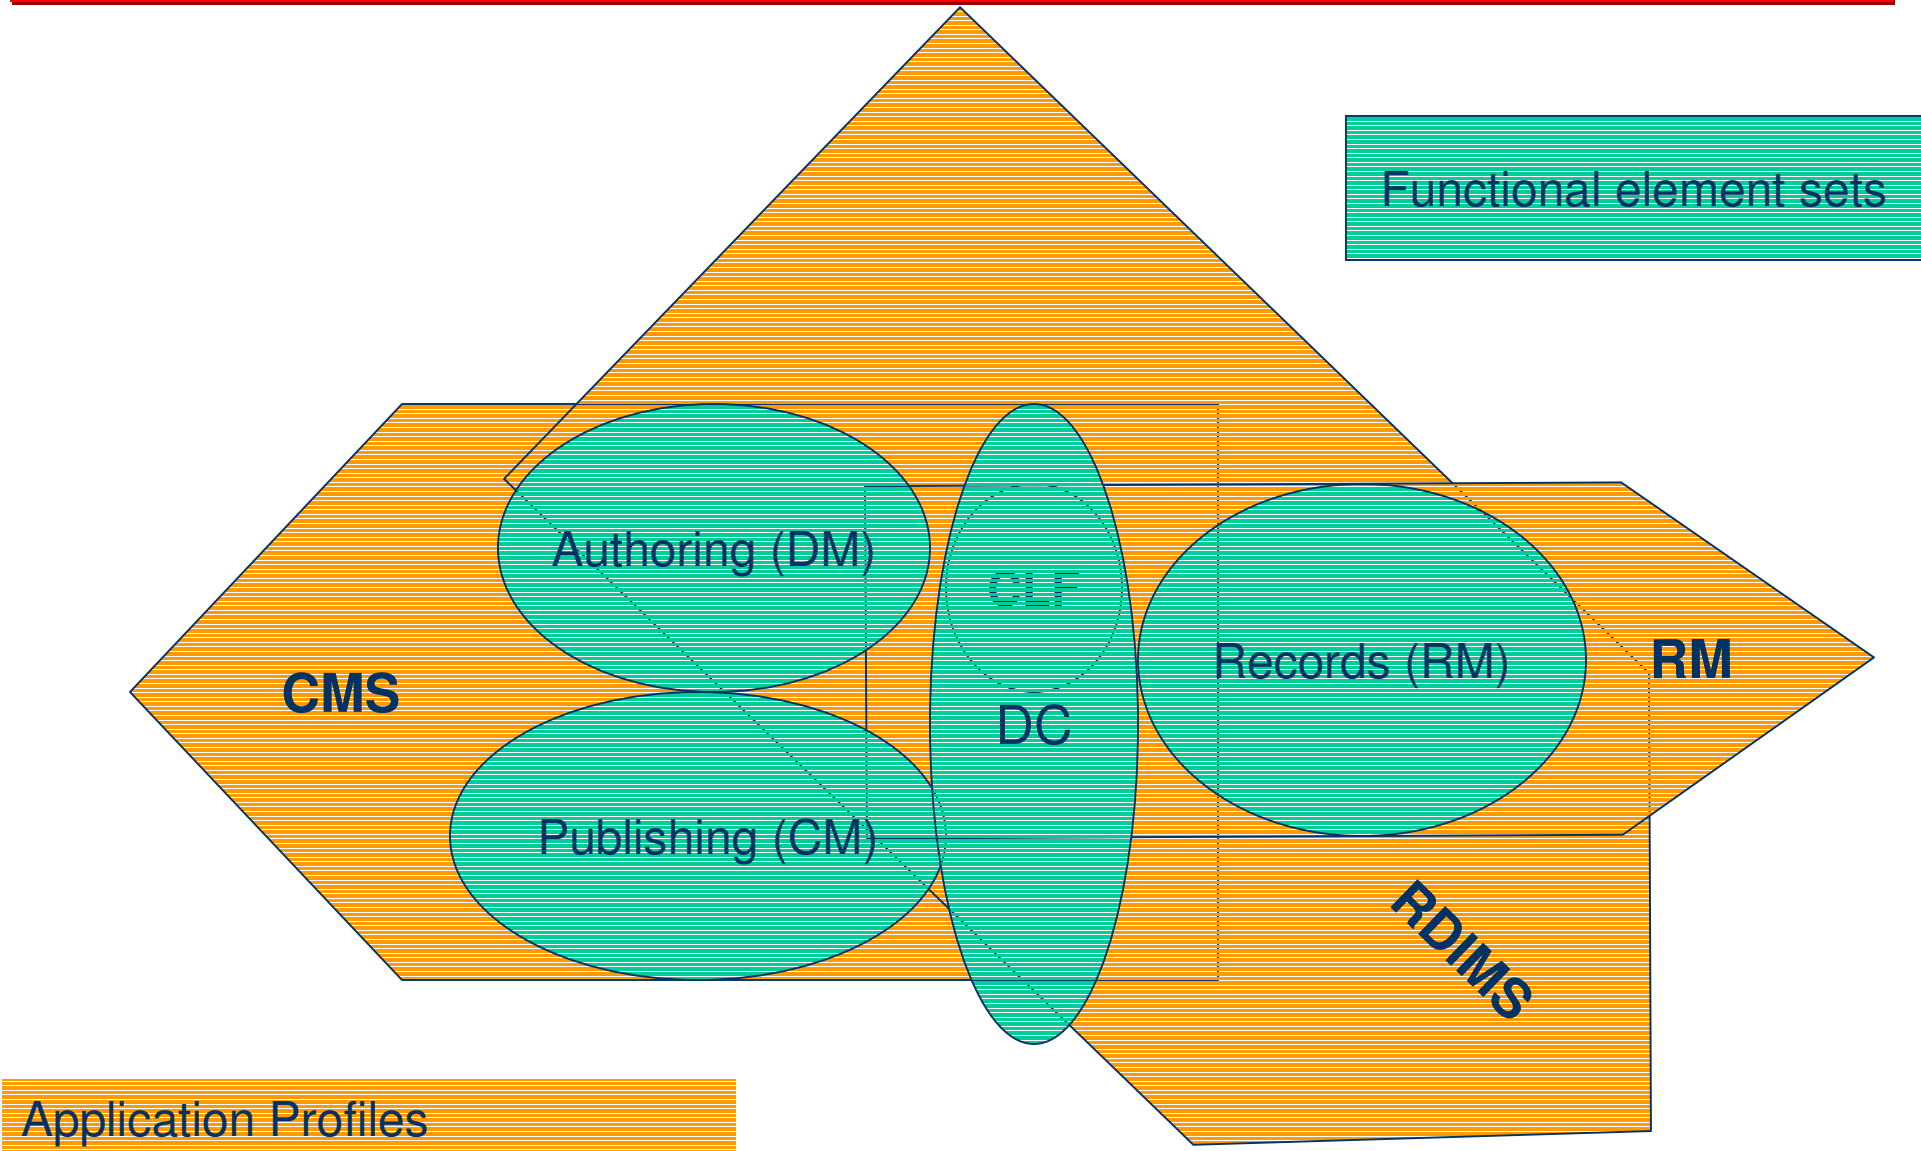 Functional element sets
Authoring (DM)
CLF
Records (RM)
RM
CMS
DC
Publishing (CM)
RDIMS
Application Profiles